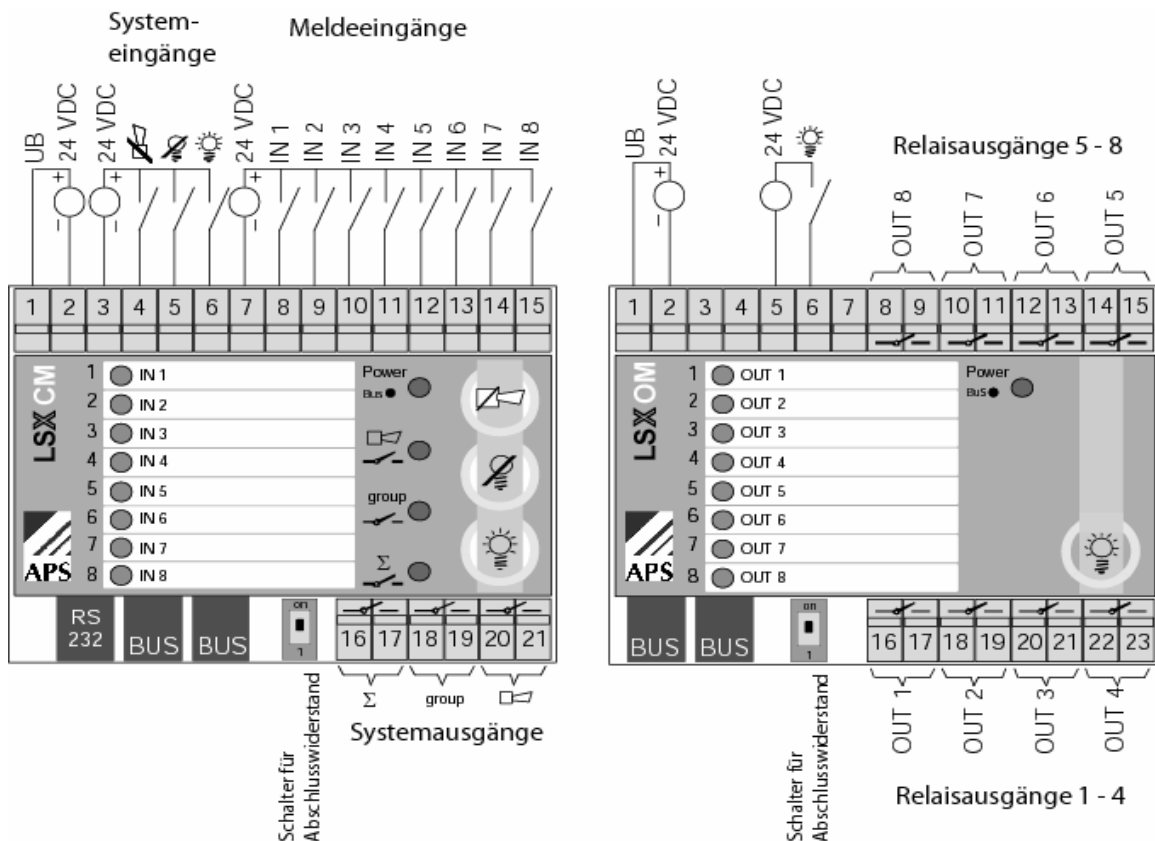 System-
eingänge
Meldeeingänge
UB
24 VDC
24 VDC
24 VDC
IN 1
IN 2
IN 3
IN 4
IN 5
IN 6
IN 7
IN 8
+
-
+
-
+
-
1 2 3 4 5 6 7 8 9 10 11 12 13 14 15
LSX CM
APS
1 IN 1
2 IN 2
3 IN 3
4 IN 4
5 IN 5
6 IN 6
7 IN 7
8 IN 8
Power
Bus
group
Σ
RS
232
BUS
BUS
on
1
16 17 18 19 20 21
Σ
group
Systemausgänge
Schalter für
Abschlusswiderstand
UB
24 VDC
24 VDC
+
-
Relaisausgänge 5 - 8
OUT 8
OUT 7
OUT 6
OUT 5
1 2 3 4 5 6 7 8 9 10 11 12 13 14 15
LSX OM
APS
1 OUT 1
2 OUT 2
3 OUT 3
4 OUT 4
5 OUT 5
6 OUT 6
7 OUT 7
8 OUT 8
Power
BuS
BUS
BUS
on
1
16 17 18 19 20 21 22 23
OUT 1
OUT 2
OUT 3
OUT 4
Relaisausgänge 1 - 4
Schalter für
Abschlusswiderstand